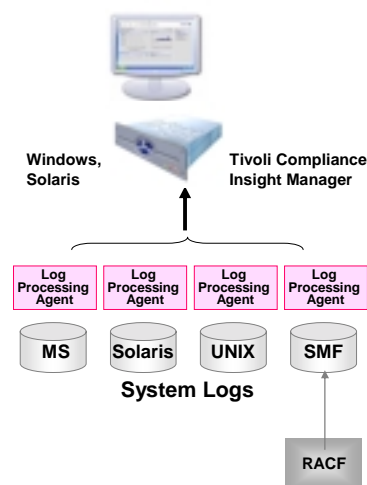 Windows,
Solaris
Tivoli Compliance
Insight Manager
Log
Processing
Agent
Log
Processing
Agent
Log
Processing
Agent
Log
Processing
Agent
MS
Solaris
UNIX
SMF
System Logs
RACF